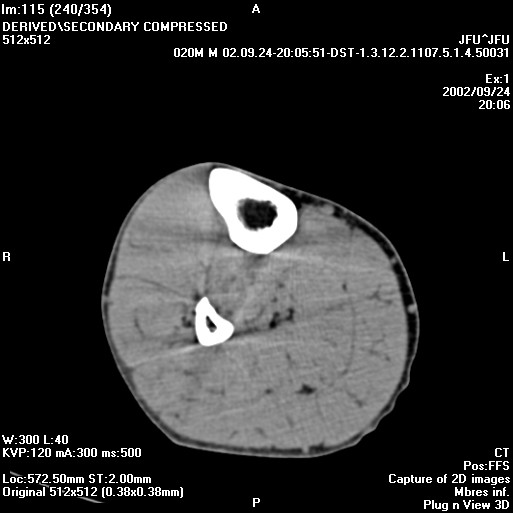 Im:115 (240/354)
A
DERIVED\SECONDARY COMPRESSED
512x512
JFU^JFU
020M M 02.09.24-20:05:51-DST-1.3.12.2.1107.5.1.4.50031
Ex:1
2002/09/24
20:06
R
L
W:300 L:40
KVP:120 mA:300 ms:500
CT
Pos:FFS
Loc:572.50mm ST:2.00mm
Capture of 2D images
Original 512x512 (0.38x0.38mm)
Mbres inf.
P
Plug n View 3D